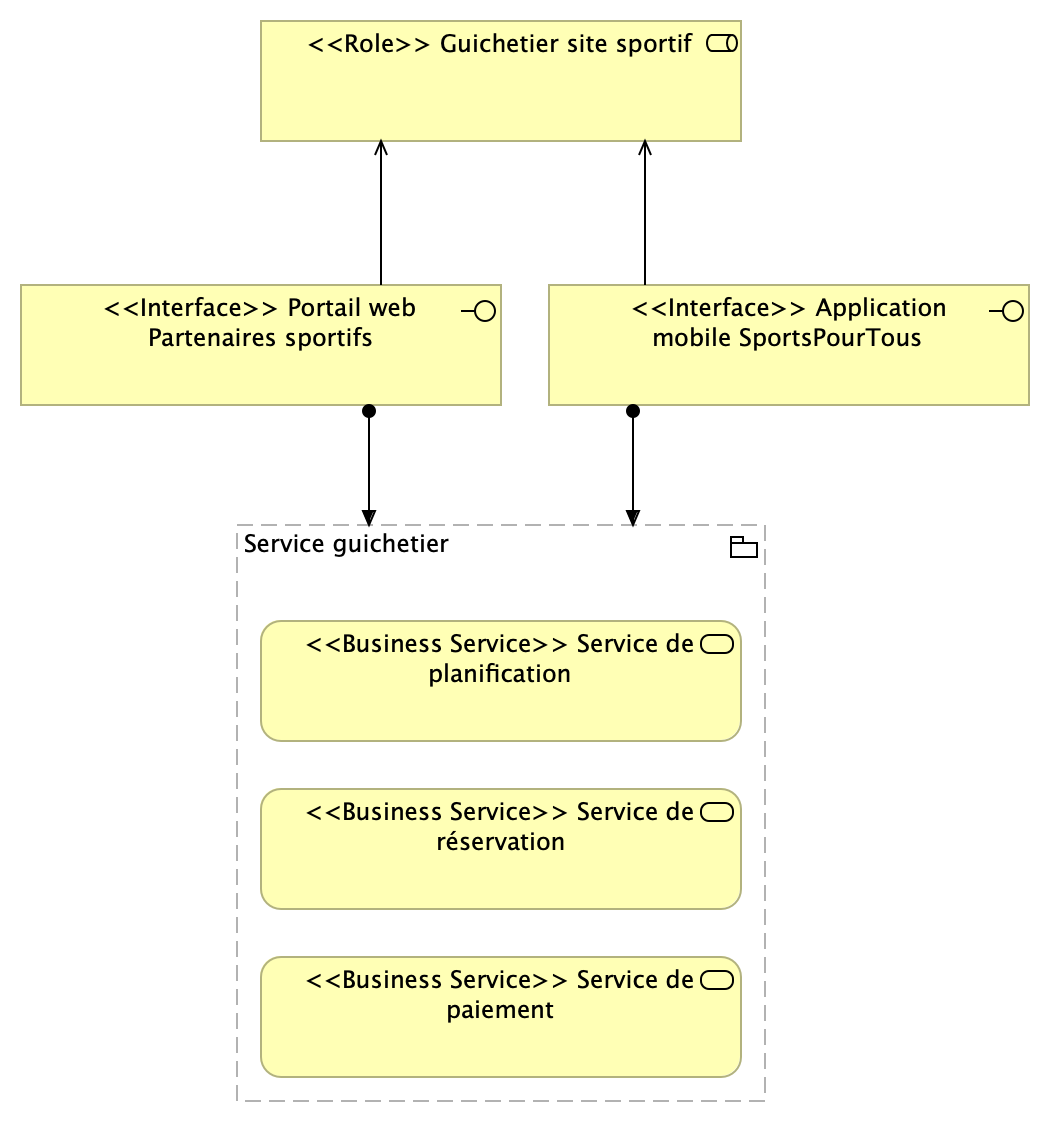 <<Role>> Guichetier site sportif
<<Interface>> Portail web
Partenaires sportifs
<<Interface>> Application
mobile SportsPourTous
Service guichetier
<<Business Service>> Service de
planification
<<Business Service>> Service de
réservation
<<Business Service>> Service de
paiement